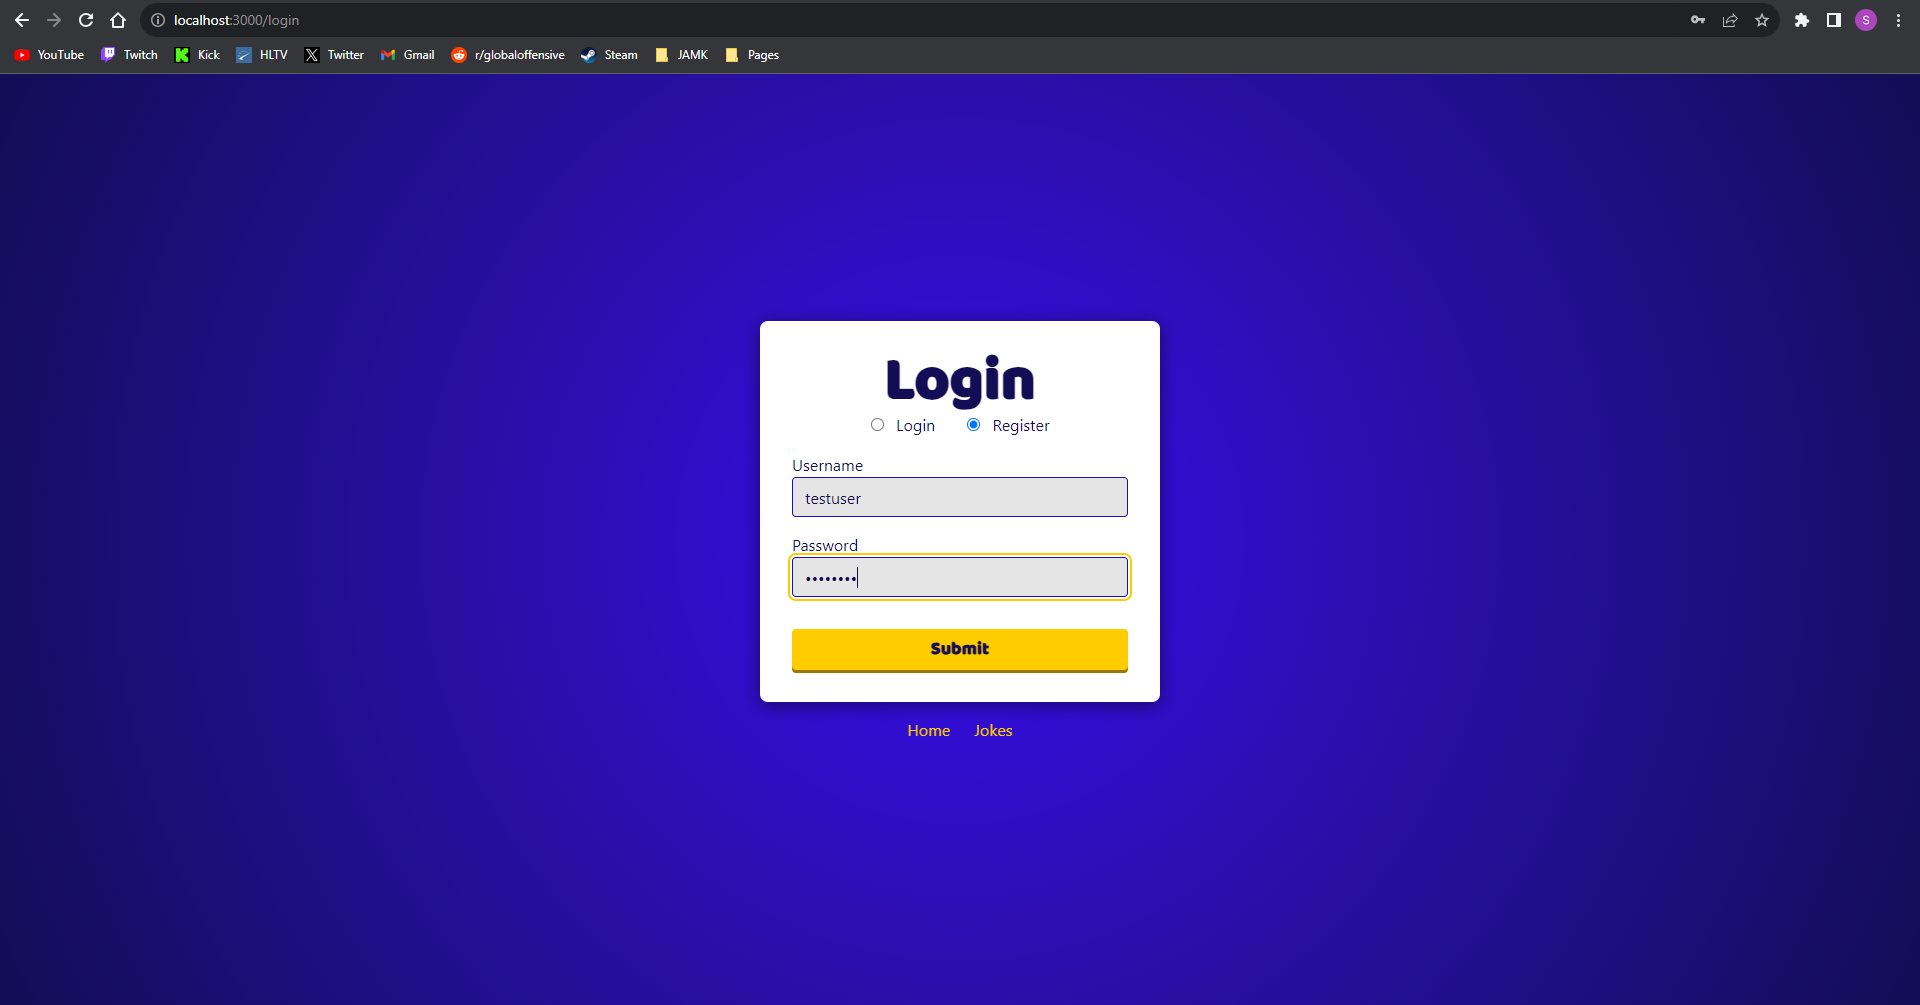 localhost:3000/login
S
YouTube Twitch Kick HLTV Twitter Gmail r/globaloffensive Steam JAMK Pages
Login
Login Register
Username
testuser
Password
••••••••
Submit
Home Jokes